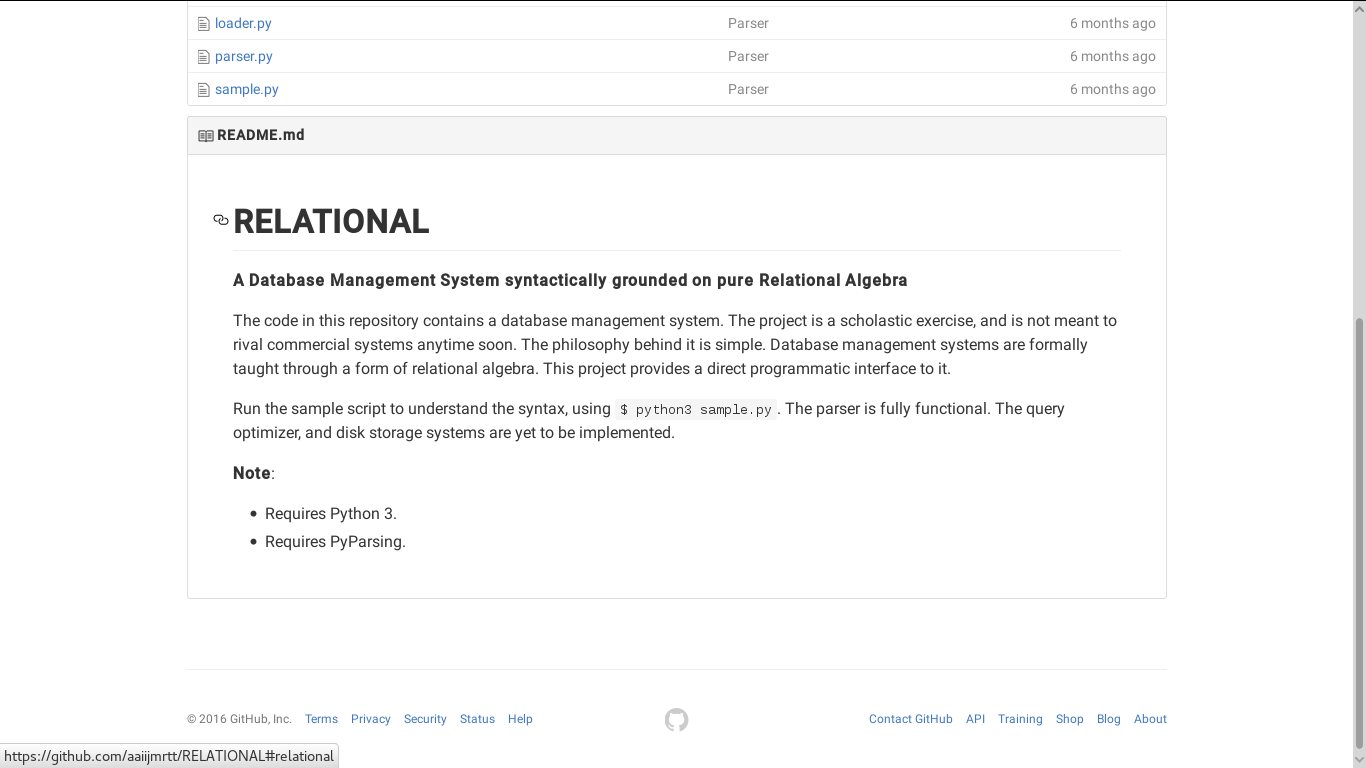 loader.py Parser 6 months ago
parser.py Parser 6 months ago
sample.py Parser 6 months ago
README.md
RELATIONAL
A Database Management System syntactically grounded on pure Relational Algebra
The code in this repository contains a database management system. The project is a scholastic exercise, and is not meant to
rival commercial systems anytime soon. The philosophy behind it is simple. Database management systems are formally
taught through a form of relational algebra. This project provides a direct programmatic interface to it.
Run the sample script to understand the syntax, using $ python3 sample.py. The parser is fully functional. The query
optimizer, and disk storage systems are yet to be implemented.
Note:
• Requires Python 3.
• Requires PyParsing.
© 2016 GitHub, Inc. Terms Privacy Security Status Help Contact GitHub API Training Shop Blog About
https://github.com/aaiijmrtt/RELATIONAL#relational